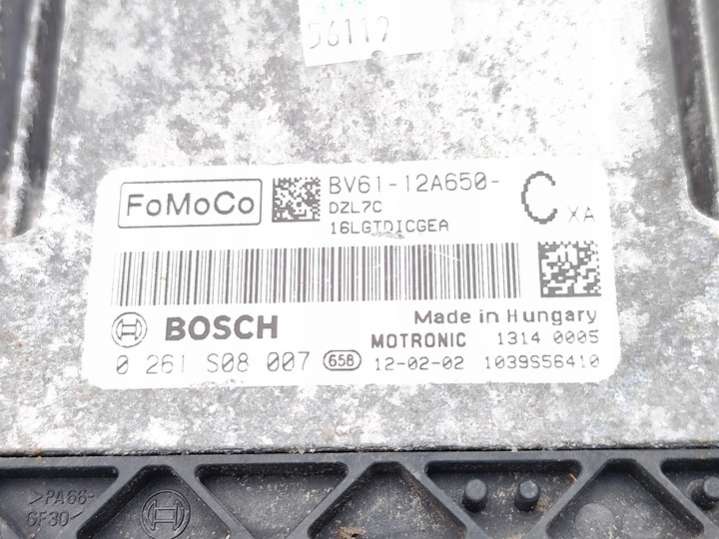 56119
FoMoCo
BV61-12A650-
C XA
DZL7C
16LGTDICGEA
Made in Hungary
BOSCH
MOTRONIC 1314 0005
0 261 S08 007 658 12-02-02 1039S56410
>PA66-
GF30<